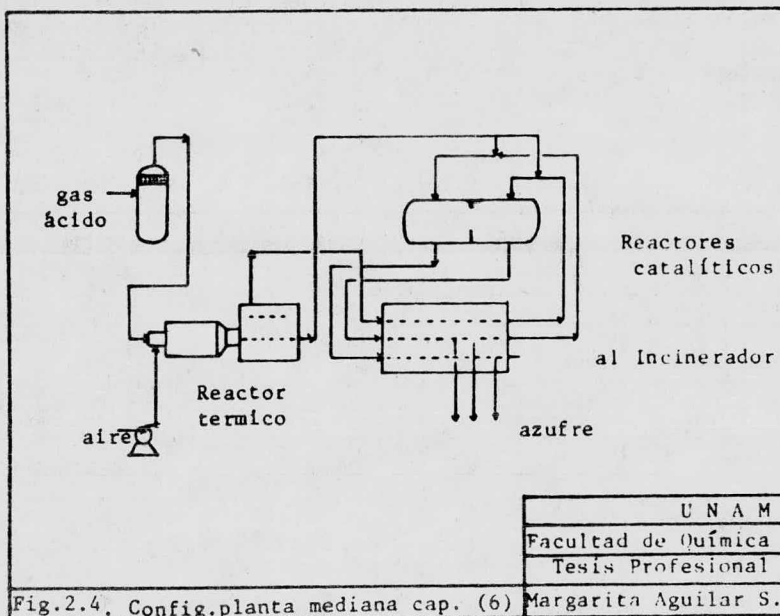 gas
ácido
Reactores
catalíticos
al Incinerador
Reactor
termico
aire
azufre
U N A M
Facultad de Química
Tesis Profesional
Fig.2.4. Config.planta mediana cap. (6)
Margarita Aguilar S